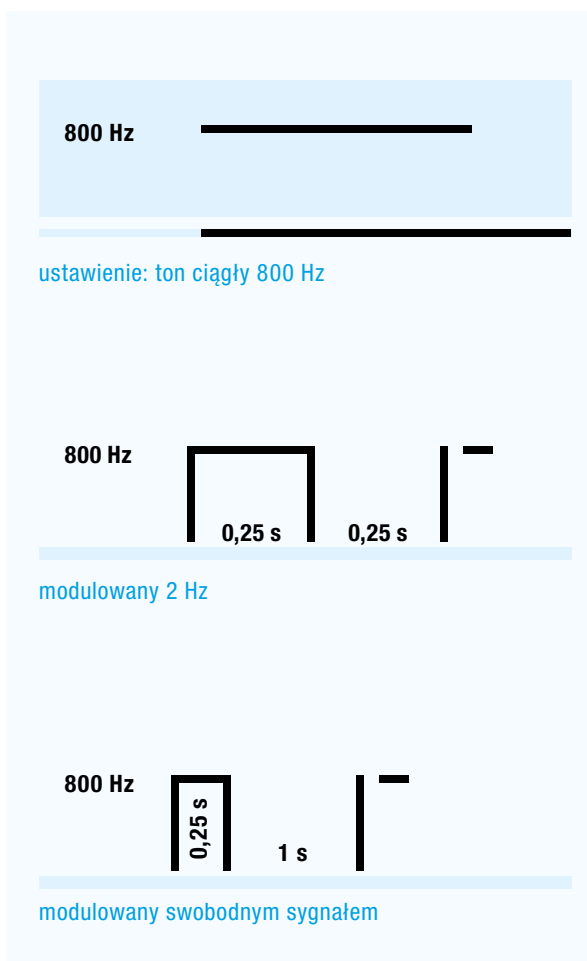 800 Hz
ustawienie: ton ciągły 800 Hz
800 Hz
0,25 s 0,25 s
modulowany 2 Hz
800 Hz
0,25 s
1 s
modulowany swobodnym sygnałem